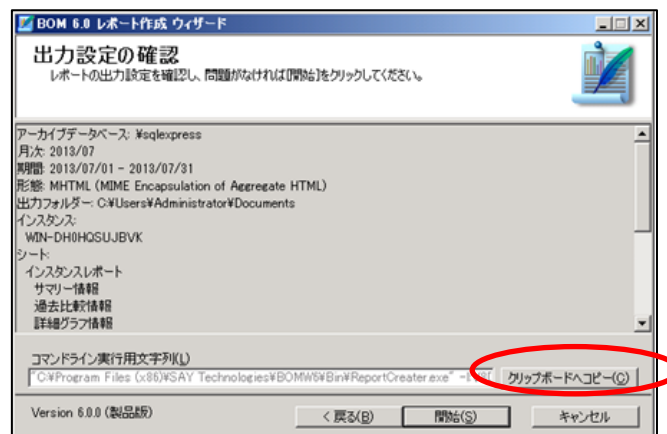 BOM 6.0 レポート作成 ウィザード
出力設定の確認
レポートの出力設定を確認し、問題がなければ[開始]をクリックしてください。
アーカイブデータベース: ¥sqlexpress
月次: 2013/07
期間: 2013/07/01 - 2013/07/31
形態: MHTML (MIME Encapsulation of Aggregate HTML)
出力フォルダー: C:¥Users¥Administrator¥Documents
インスタンス:
WIN-DH0HQSUJBVK
シート:
インスタンスレポート
サマリー情報
過去比較情報
詳細グラフ情報
コマンドライン実行用文字列(L)
"C:¥Program Files (x86)¥SAY Technologies¥BOMW6¥Bin¥ReportCreater.exe" クリップボードへコピー(C)
Version 6.0.0 (製品版) < 戻る(B) 開始(S) キャンセル